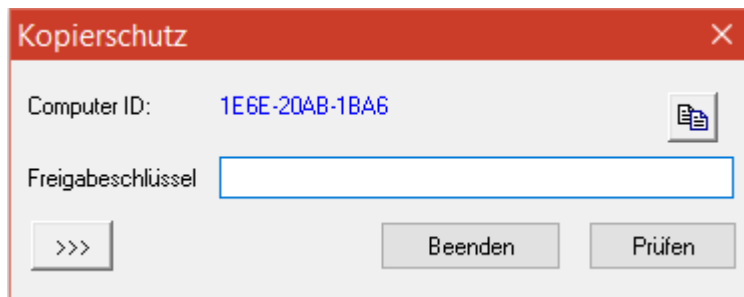 Kopierschutz
Computer ID: 1E6E-20AB-1BA6
Freigabeschlüssel
>>> Beenden Prüfen